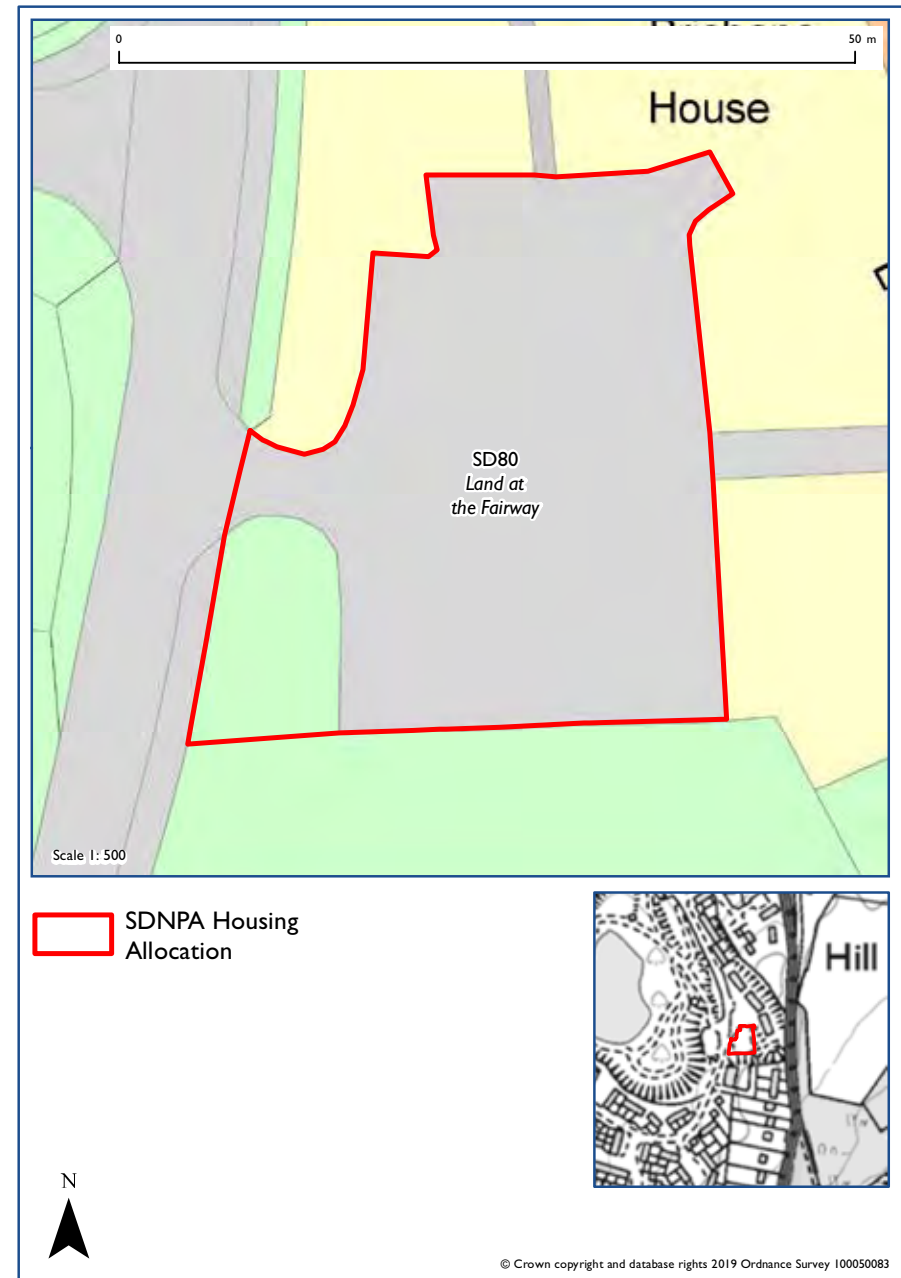 0
50 m
House
SD80
Land at
the Fairway
Scale 1: 500
SDNPA Housing
Allocation
Hill
N
© Crown copyright and database rights 2019 Ordnance Survey 100050083